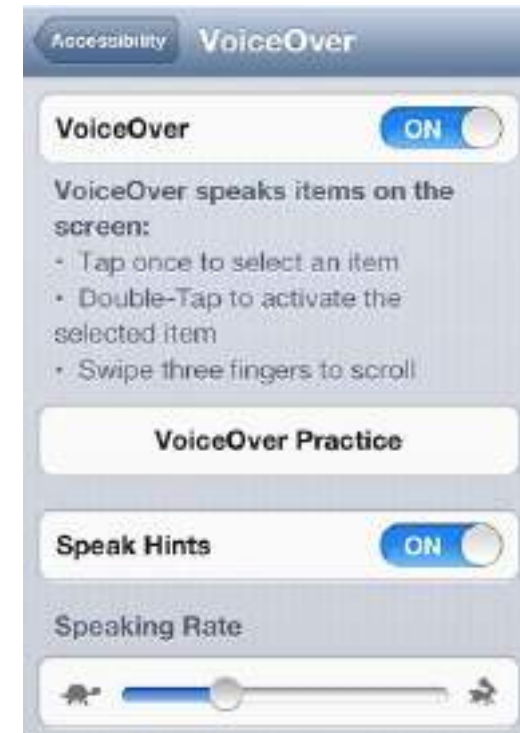 Accessibility VoiceOver
VoiceOver ON
VoiceOver speaks items on the
screen:
• Tap once to select an item
• Double-Tap to activate the
selected item
• Swipe three fingers to scroll
VoiceOver Practice
Speak Hints ON
Speaking Rate